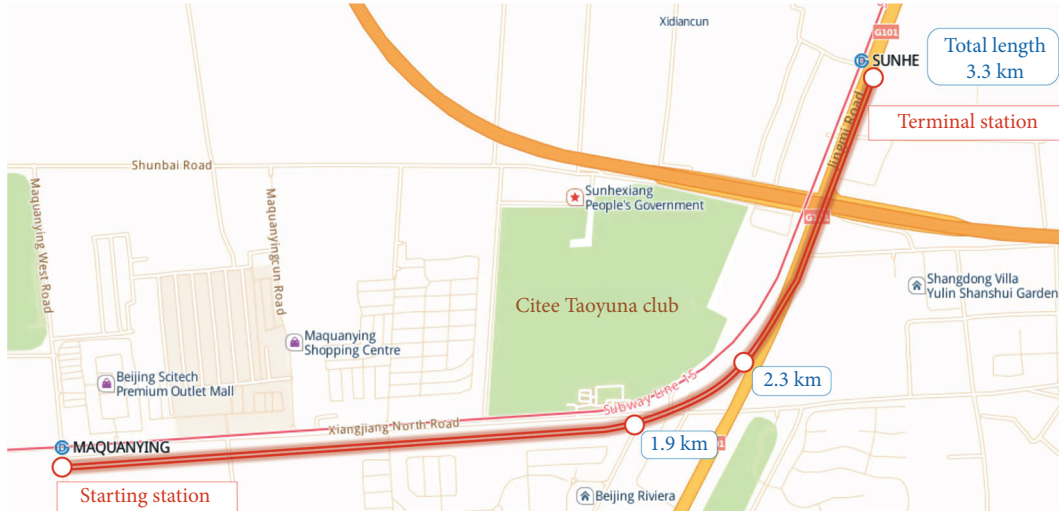 Xidiancun
G101
SUNHE
Total length
3.3 km
Jingmi Road
Terminal station
Shunbai Road
Maquanying West Road
Maquanyingcun Road
Sunhexiang
People's Government
G101
Citee Taoyuna club
Shangdong Villa
Yulin Shanshui Garden
Maquanying
Shopping Centre
Beijing Scitech
Premium Outlet Mall
2.3 km
Subway Line 15
Xiangjiang North Road
1.9 km
MAQUANYING
Starting station
Beijing Riviera